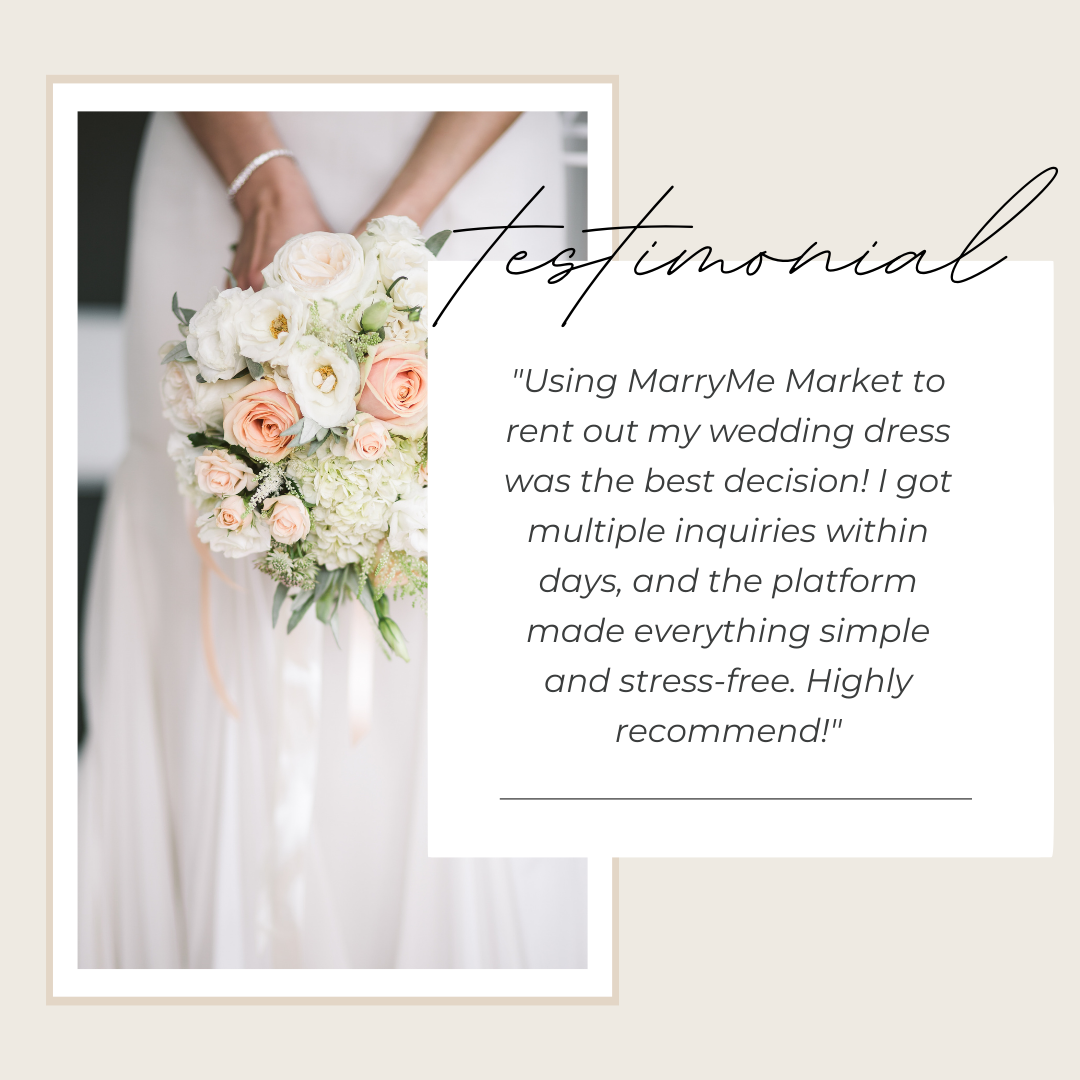 testimonial
"Using MarryMe Market to
rent out my wedding dress
was the best decision! I got
multiple inquiries within
days, and the platform
made everything simple
and stress-free. Highly
recommend!"